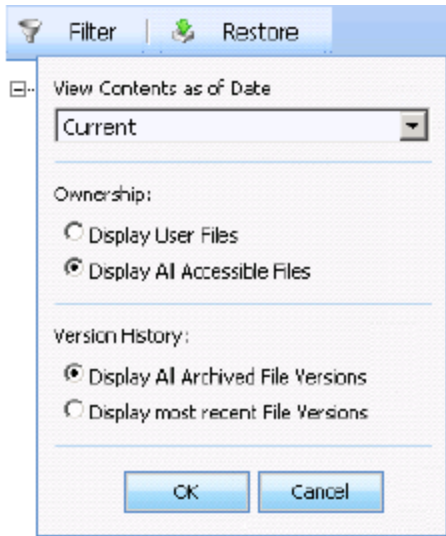 Filter | Restore
View Contents as of Date
Current
Ownership:
Display User Files
Display All Accessible Files
Version History:
Display All Archived File Versions
Display most recent File Versions
OK Cancel